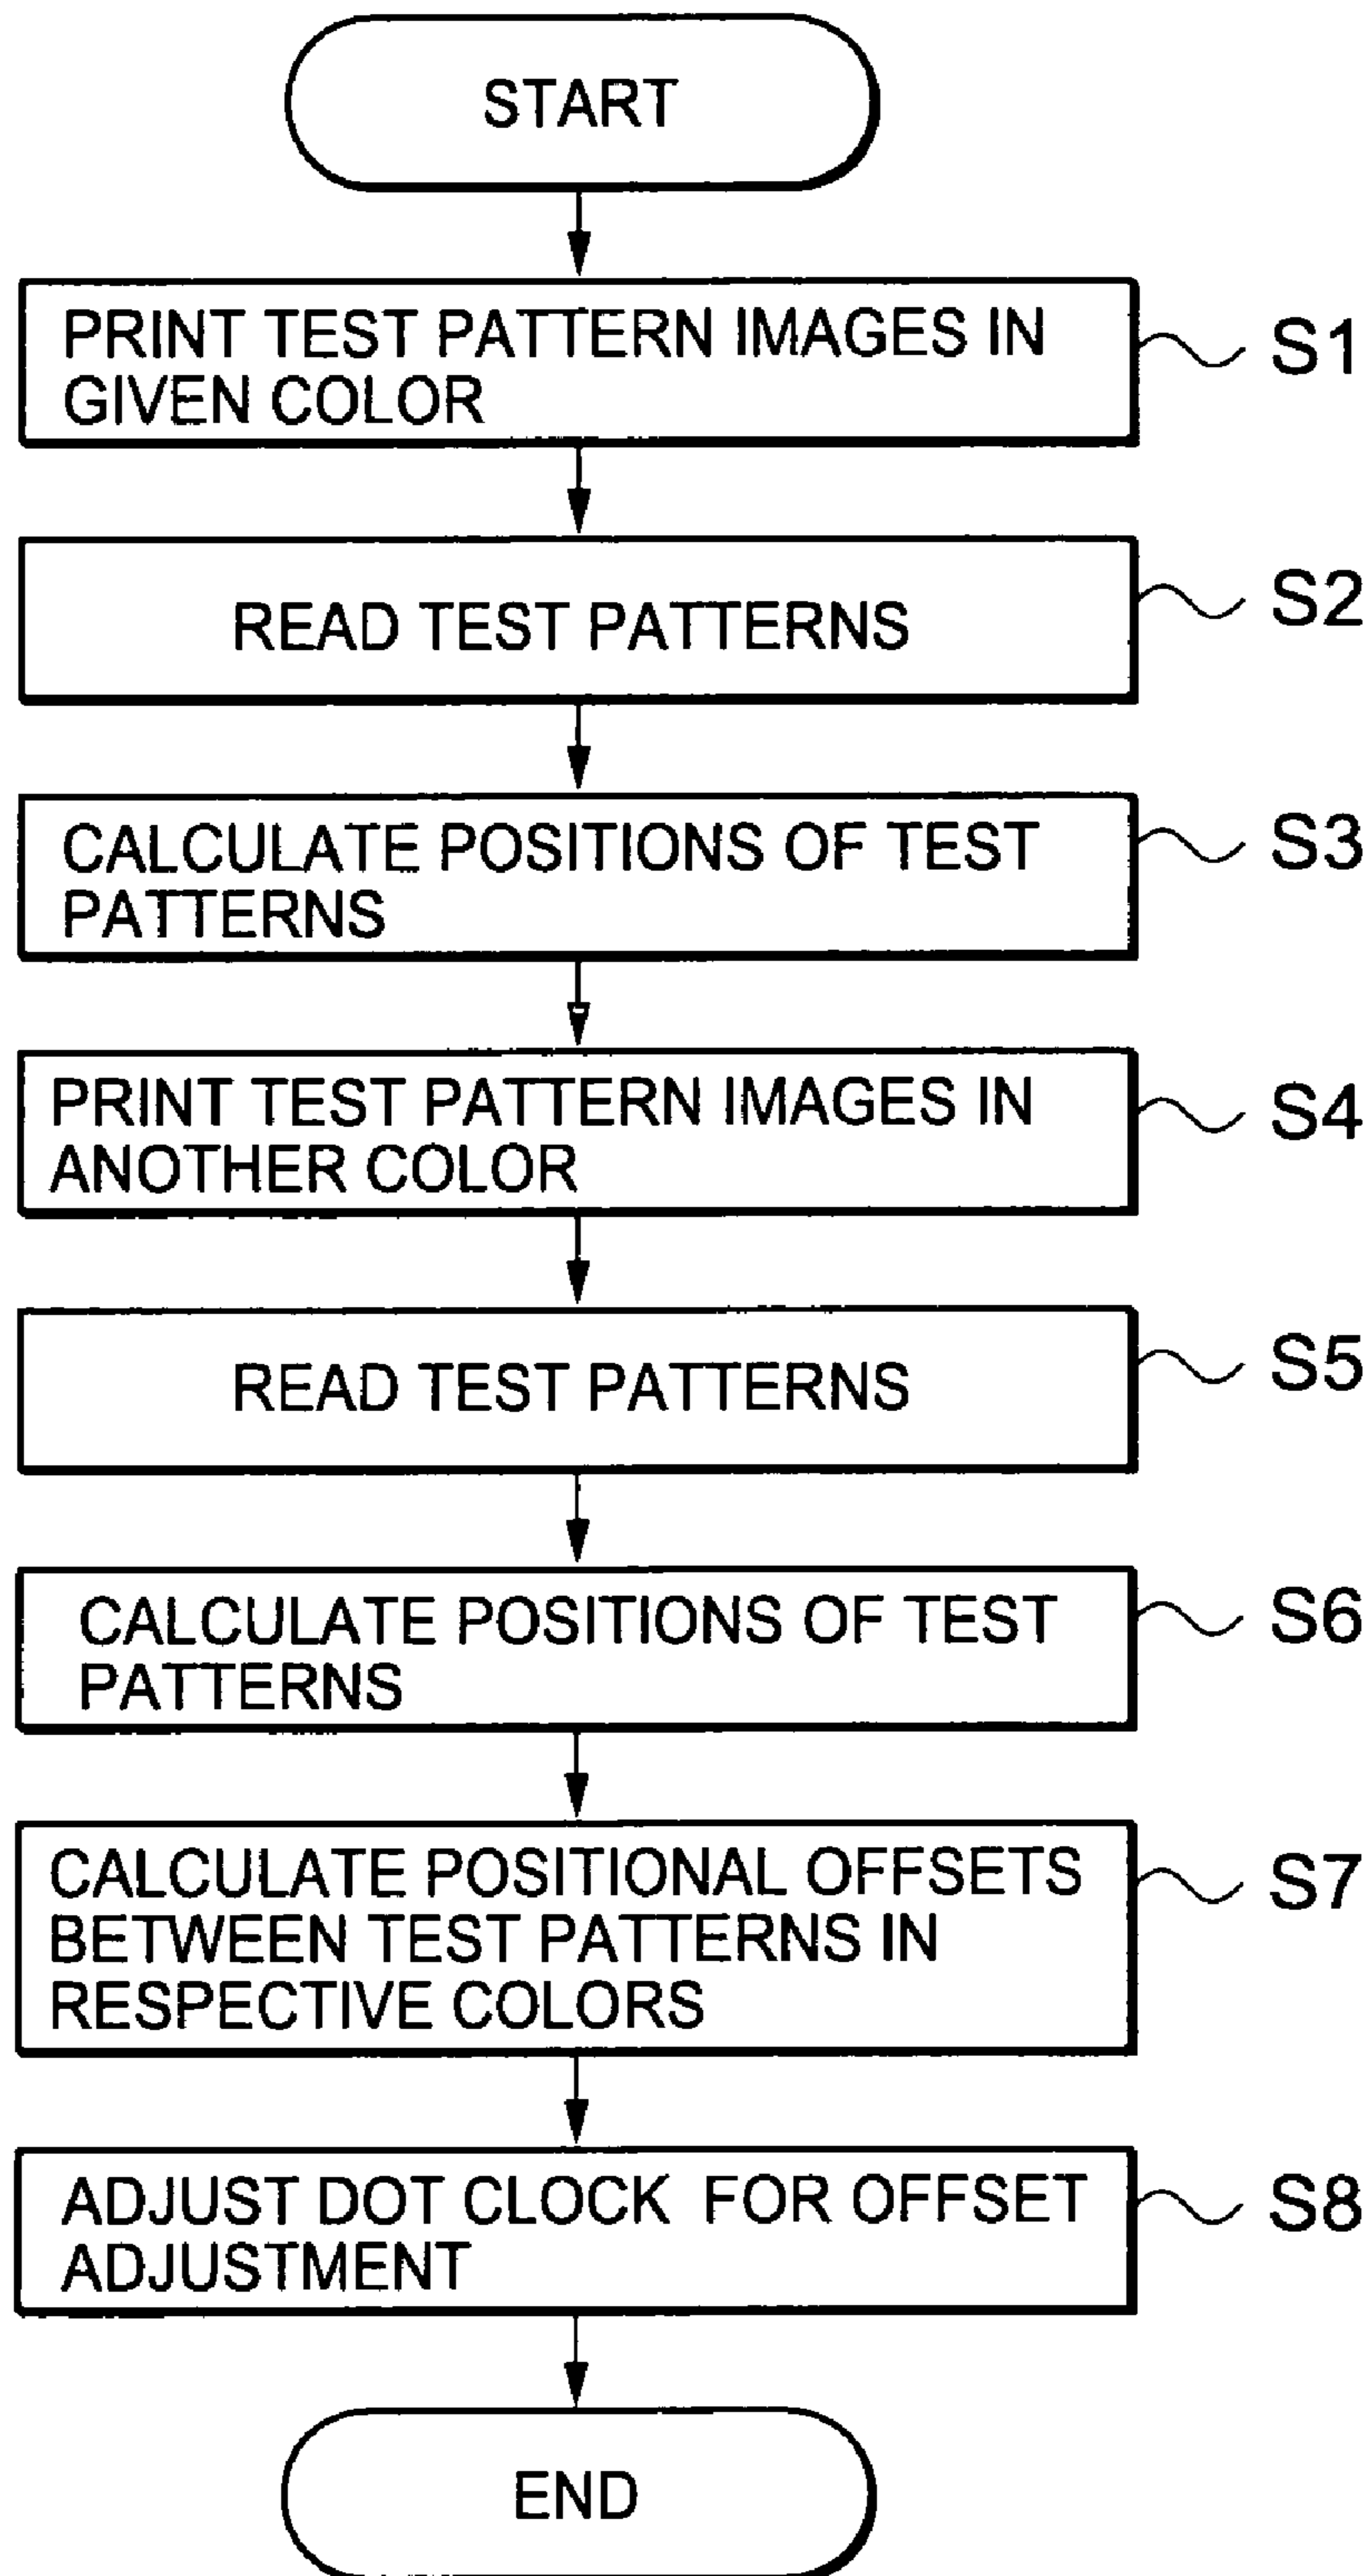 START
PRINT TEST PATTERN IMAGES IN
GIVEN COLOR
S1
READ TEST PATTERNS
S2
CALCULATE POSITIONS OF TEST
PATTERNS
S3
PRINT TEST PATTERN IMAGES IN
ANOTHER COLOR
S4
READ TEST PATTERNS
S5
CALCULATE POSITIONS OF TEST
PATTERNS
S6
CALCULATE POSITIONAL OFFSETS
BETWEEN TEST PATTERNS IN
RESPECTIVE COLORS
S7
ADJUST DOT CLOCK FOR OFFSET
ADJUSTMENT
S8
END